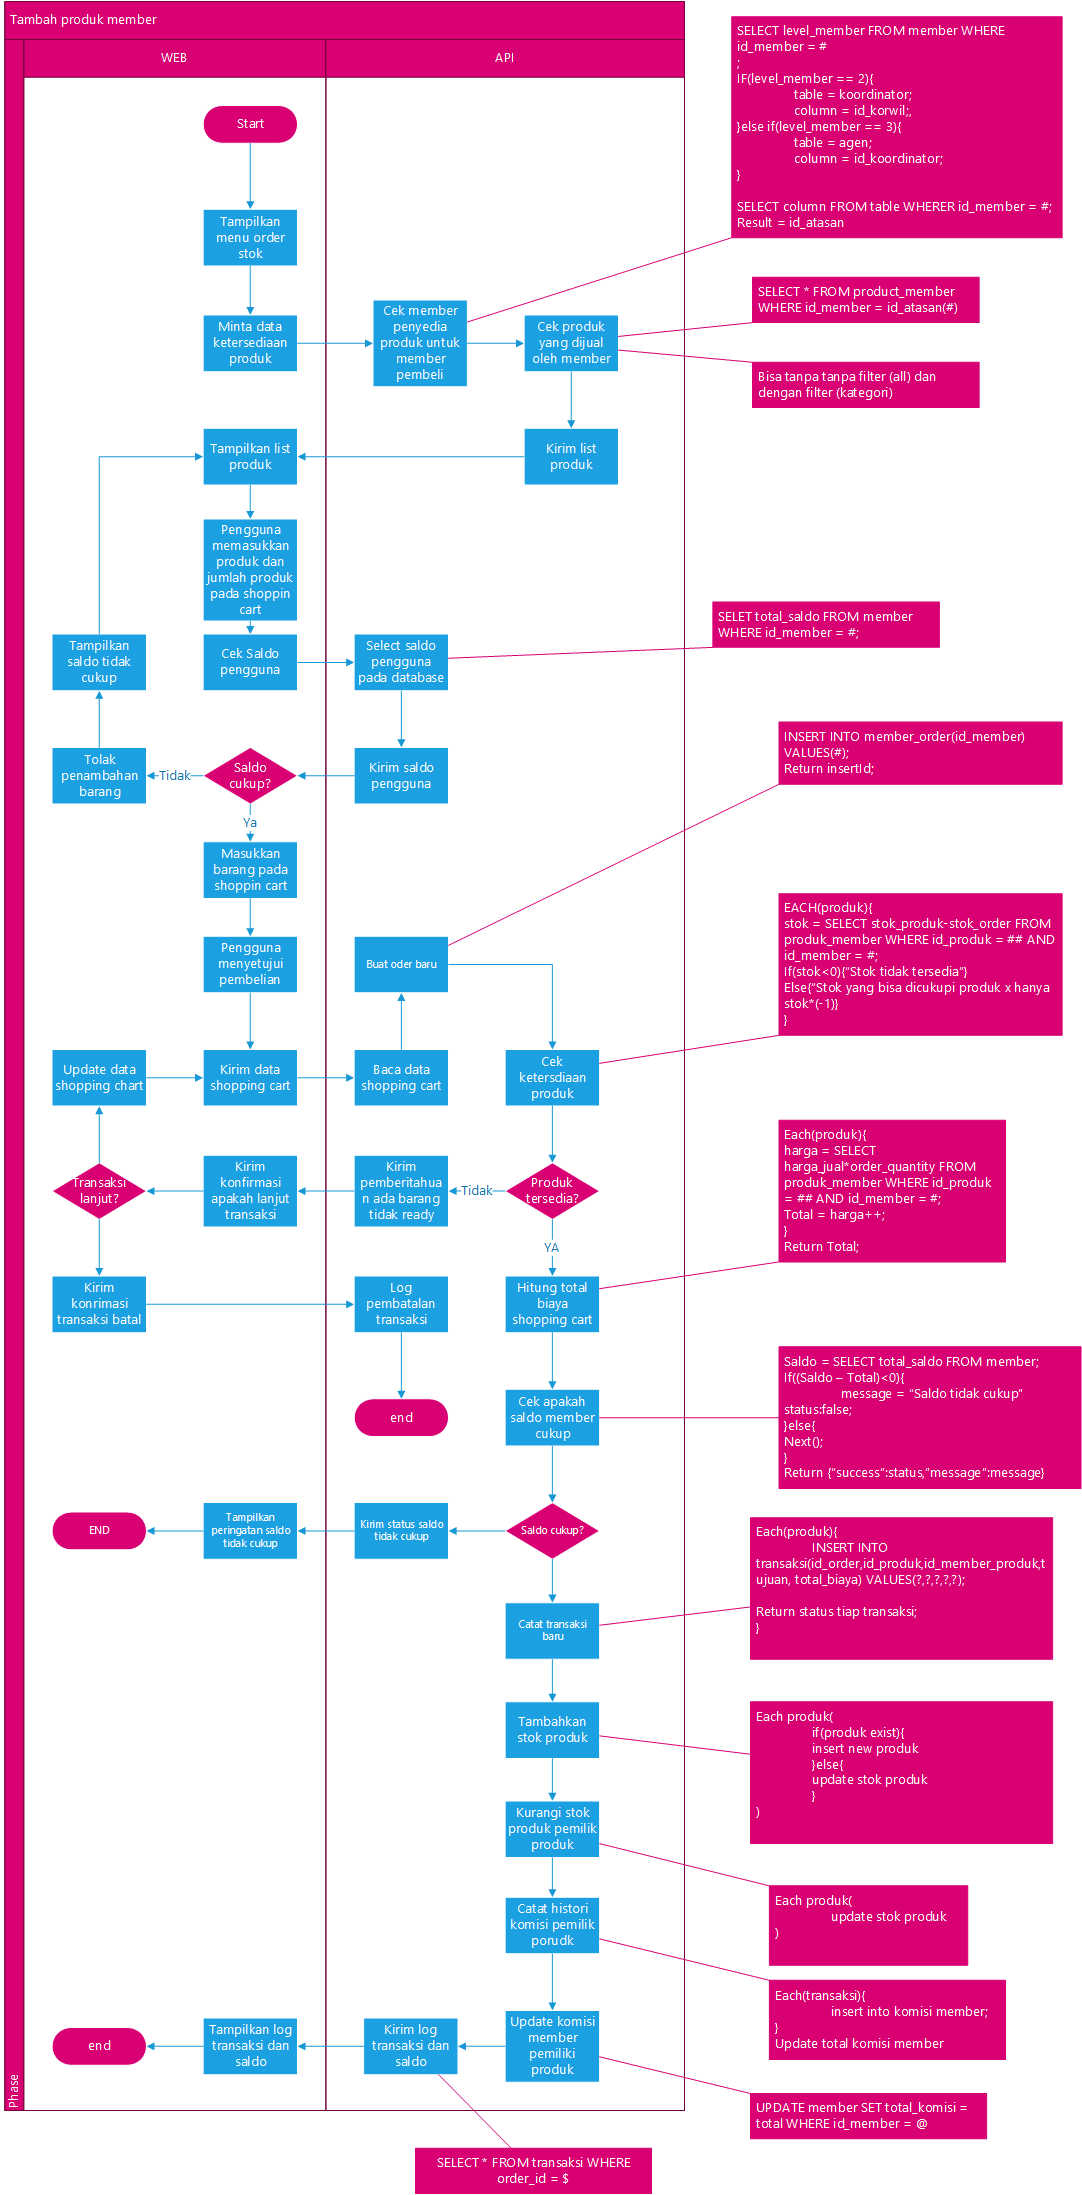 Tambah produk member
WEB
API
Phase
Start
Tampilkan
menu order
stok
Minta data
ketersediaan
produk
Cek member
penyedia
produk untuk
member
pembeli
Cek produk
yang dijual
oleh member
SELECT level_member FROM member WHERE
id_member = #
;
IF(level_member == 2){
table = koordinator;
column = id_korwil;,
}else if(level_member == 3){
table = agen;
column = id_koordinator;
}
SELECT column FROM table WHERER id_member = #;
Result = id_atasan
SELECT * FROM product_member
WHERE id_member = id_atasan(#)
Bisa tanpa tanpa filter (all) dan
dengan filter (kategori)
Tampilkan list
produk
Kirim list
produk
Pengguna
memasukkan
produk dan
jumlah produk
pada shoppin
cart
Tampilkan
saldo tidak
cukup
Cek Saldo
pengguna
Select saldo
pengguna
pada database
SELET total_saldo FROM member
WHERE id_member = #;
Tolak
penambahan
barang
Tidak
Saldo
cukup?
Kirim saldo
pengguna
INSERT INTO member_order(id_member)
VALUES(#);
Return insertId;
Ya
Masukkan
barang pada
shoppin cart
Pengguna
menyetujui
pembelian
Buat oder baru
EACH(produk){
stok = SELECT stok_produk-stok_order FROM
produk_member WHERE id_produk = ## AND
id_member = #;
If(stok<0){“Stok tidak tersedia”}
Else{“Stok yang bisa dicukupi produk x hanya
stok*(-1)}
}
Update data
shopping chart
Kirim data
shopping cart
Baca data
shopping cart
Cek
ketersdiaan
produk
Transaksi
lanjut?
Kirim
konfirmasi
apakah lanjut
transaksi
Kirim
pemberitahua
n ada barang
tidak ready
Tidak
Produk
tersedia?
Each(produk){
harga = SELECT
harga_jual*order_quantity FROM
produk_member WHERE id_produk
= ## AND id_member = #;
Total = harga++;
}
Return Total;
YA
Kirim
konrimasi
transaksi batal
Log
pembatalan
transaksi
Hitung total
biaya
shopping cart
end
Cek apakah
saldo member
cukup
Saldo = SELECT total_saldo FROM member;
If((Saldo – Total)<0){
message = “Saldo tidak cukup”
status:false;
}else{
Next();
}
Return {“success”:status,”message”:message}
END
Tampilkan
peringatan saldo
tidak cukup
Kirim status saldo
tidak cukup
Saldo cukup?
Each(produk){
INSERT INTO
transaksi(id_order,id_produk,id_member_produk,t
ujuan, total_biaya) VALUES(?,?,?,?,?);
Return status tiap transaksi;
}
Catat transaksi
baru
Tambahkan
stok produk
Each produk(
if(produk exist){
insert new produk
}else{
update stok produk
}
)
Kurangi stok
produk pemilik
produk
Each produk(
update stok produk
)
Catat histori
komisi pemilik
porudk
Each(transaksi){
insert into komisi member;
}
Update total komisi member
end
Tampilkan log
transaksi dan
saldo
Kirim log
transaksi dan
saldo
Update komisi
member
pemiliki
produk
UPDATE member SET total_komisi =
total WHERE id_member = @
SELECT * FROM transaksi WHERE
order_id = $